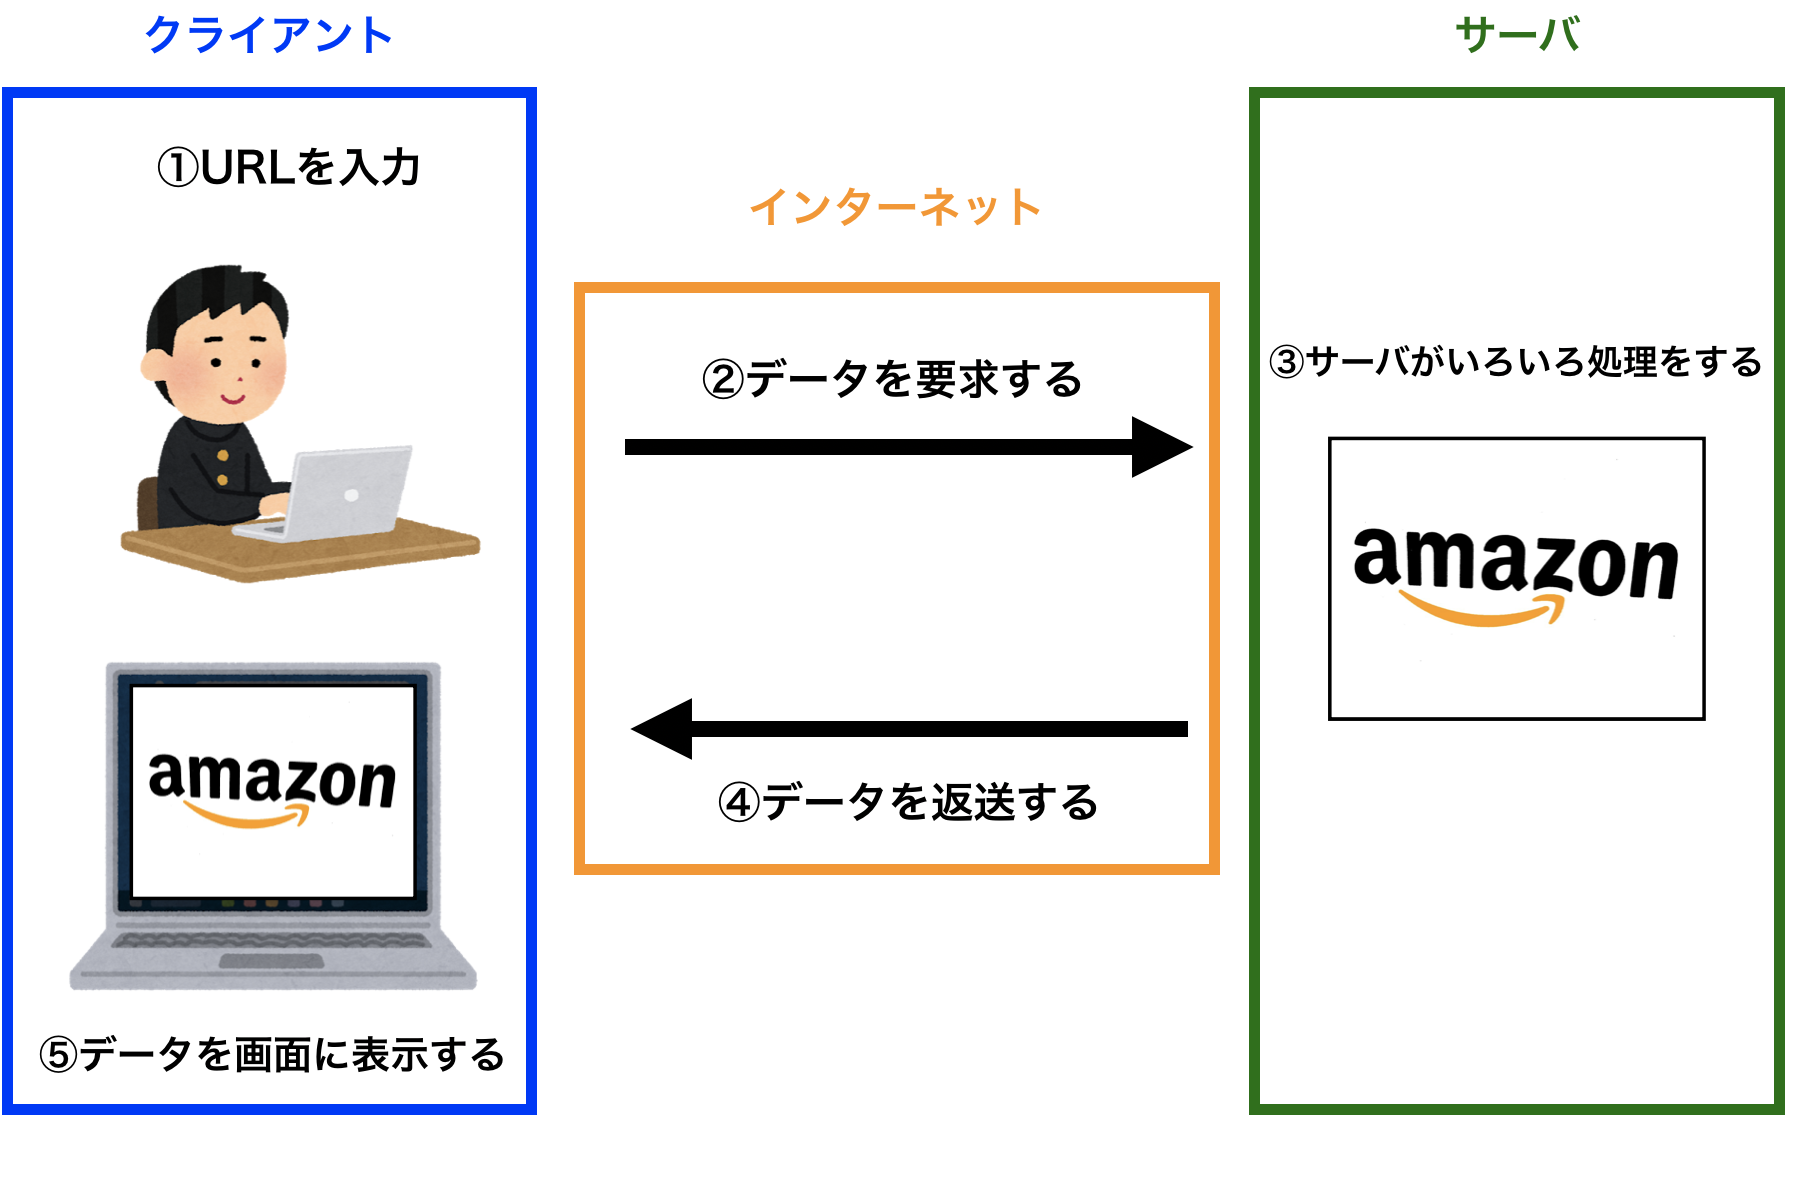 クライアント
サーバ
①URLを入力
インターネット
②データを要求する
③サーバがいろいろ処理をする
amazon
amazon
④データを返送する
⑤データを画面に表示する